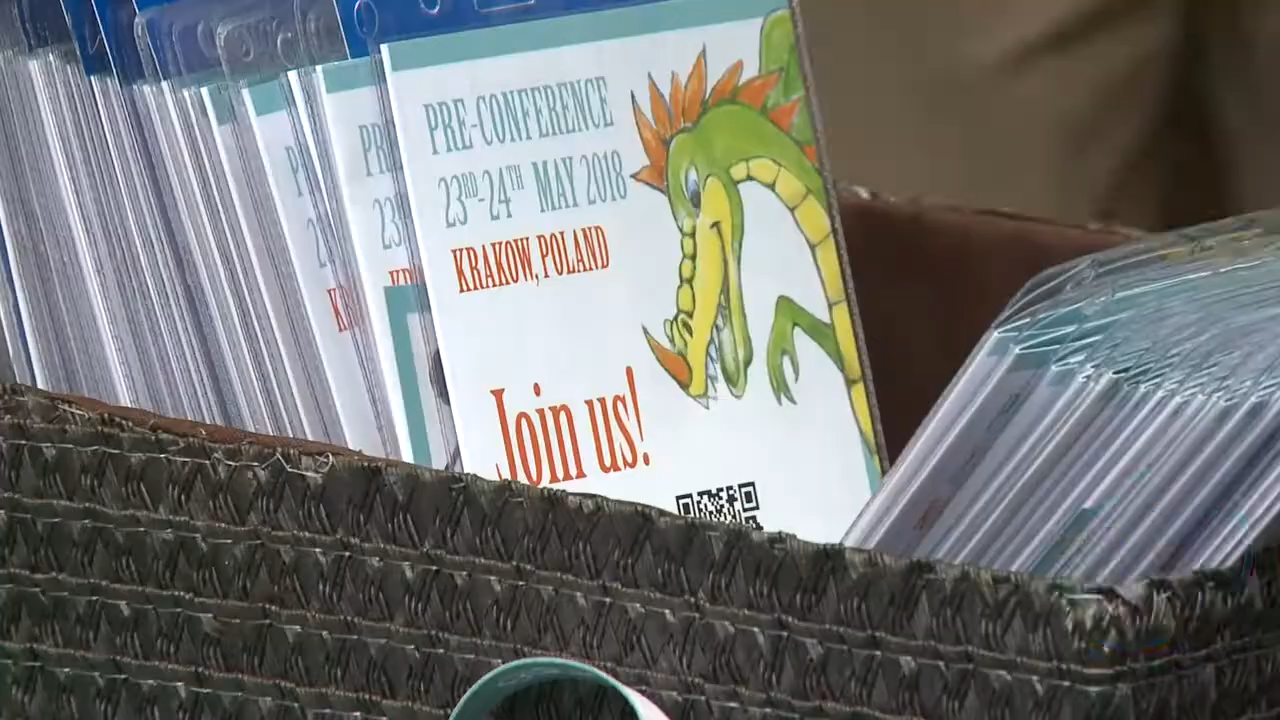 PRE-CONFERENCE
23RD-24TH MAY 2018
KRAKOW, POLAND
Join us!